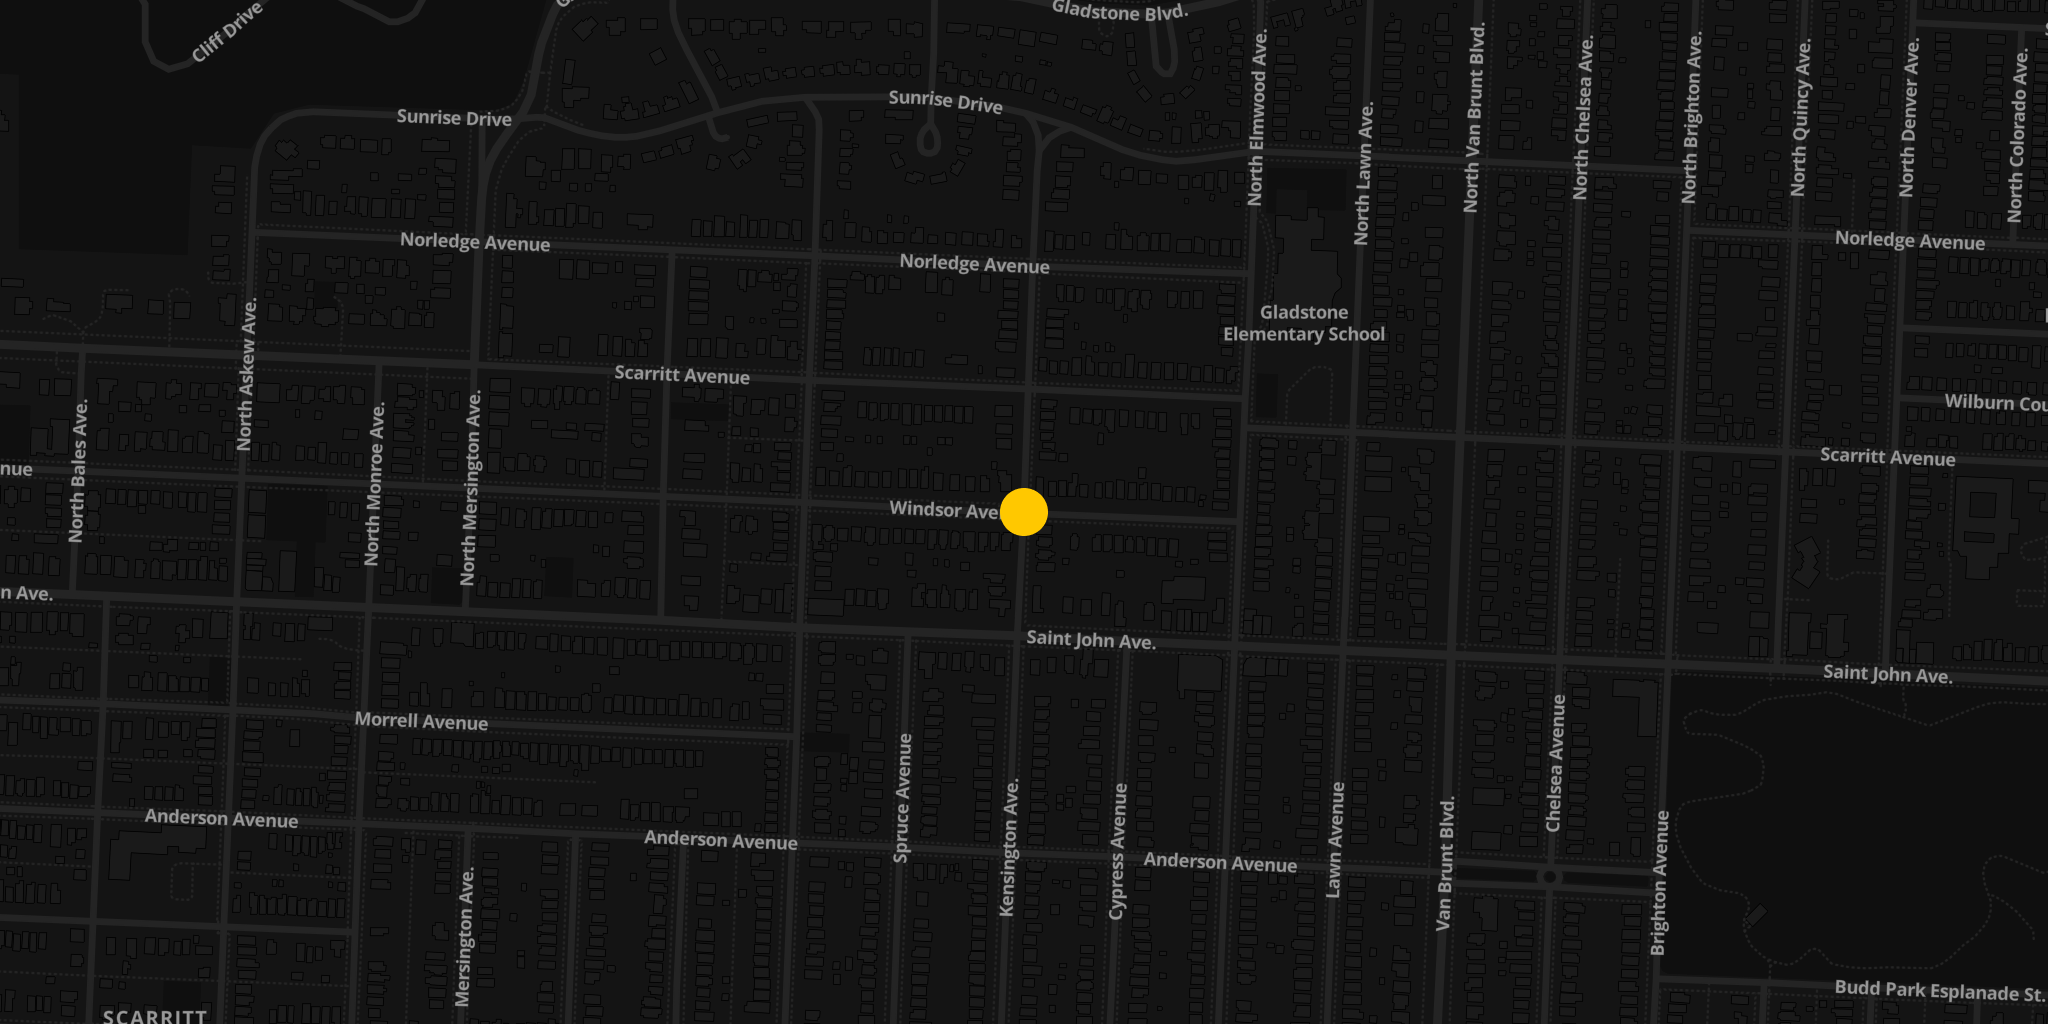 Cliff Drive
Gladstone Blvd.
Sunrise Drive
Sunrise Drive
North Elmwood Ave.
North Lawn Ave.
North Van Brunt Blvd.
North Chelsea Ave.
North Brighton Ave.
North Quincy Ave.
North Denver Ave.
North Colorado Ave.
Norledge Avenue
Norledge Avenue
Norledge Avenue
Gladstone
Elementary School
North Askew Ave.
Scarritt Avenue
Wilburn Cou
North Bales Ave.
North Monroe Ave.
North Mersington Ave.
Scarritt Avenue
nue
Windsor Ave.
n Ave.
Saint John Ave.
Saint John Ave.
Morrell Avenue
Spruce Avenue
Kensington Ave.
Cypress Avenue
Chelsea Avenue
Lawn Avenue
Van Brunt Blvd.
Brighton Avenue
Anderson Avenue
Anderson Avenue
Anderson Avenue
Mersington Ave.
Budd Park Esplanade St.
SCARRITT